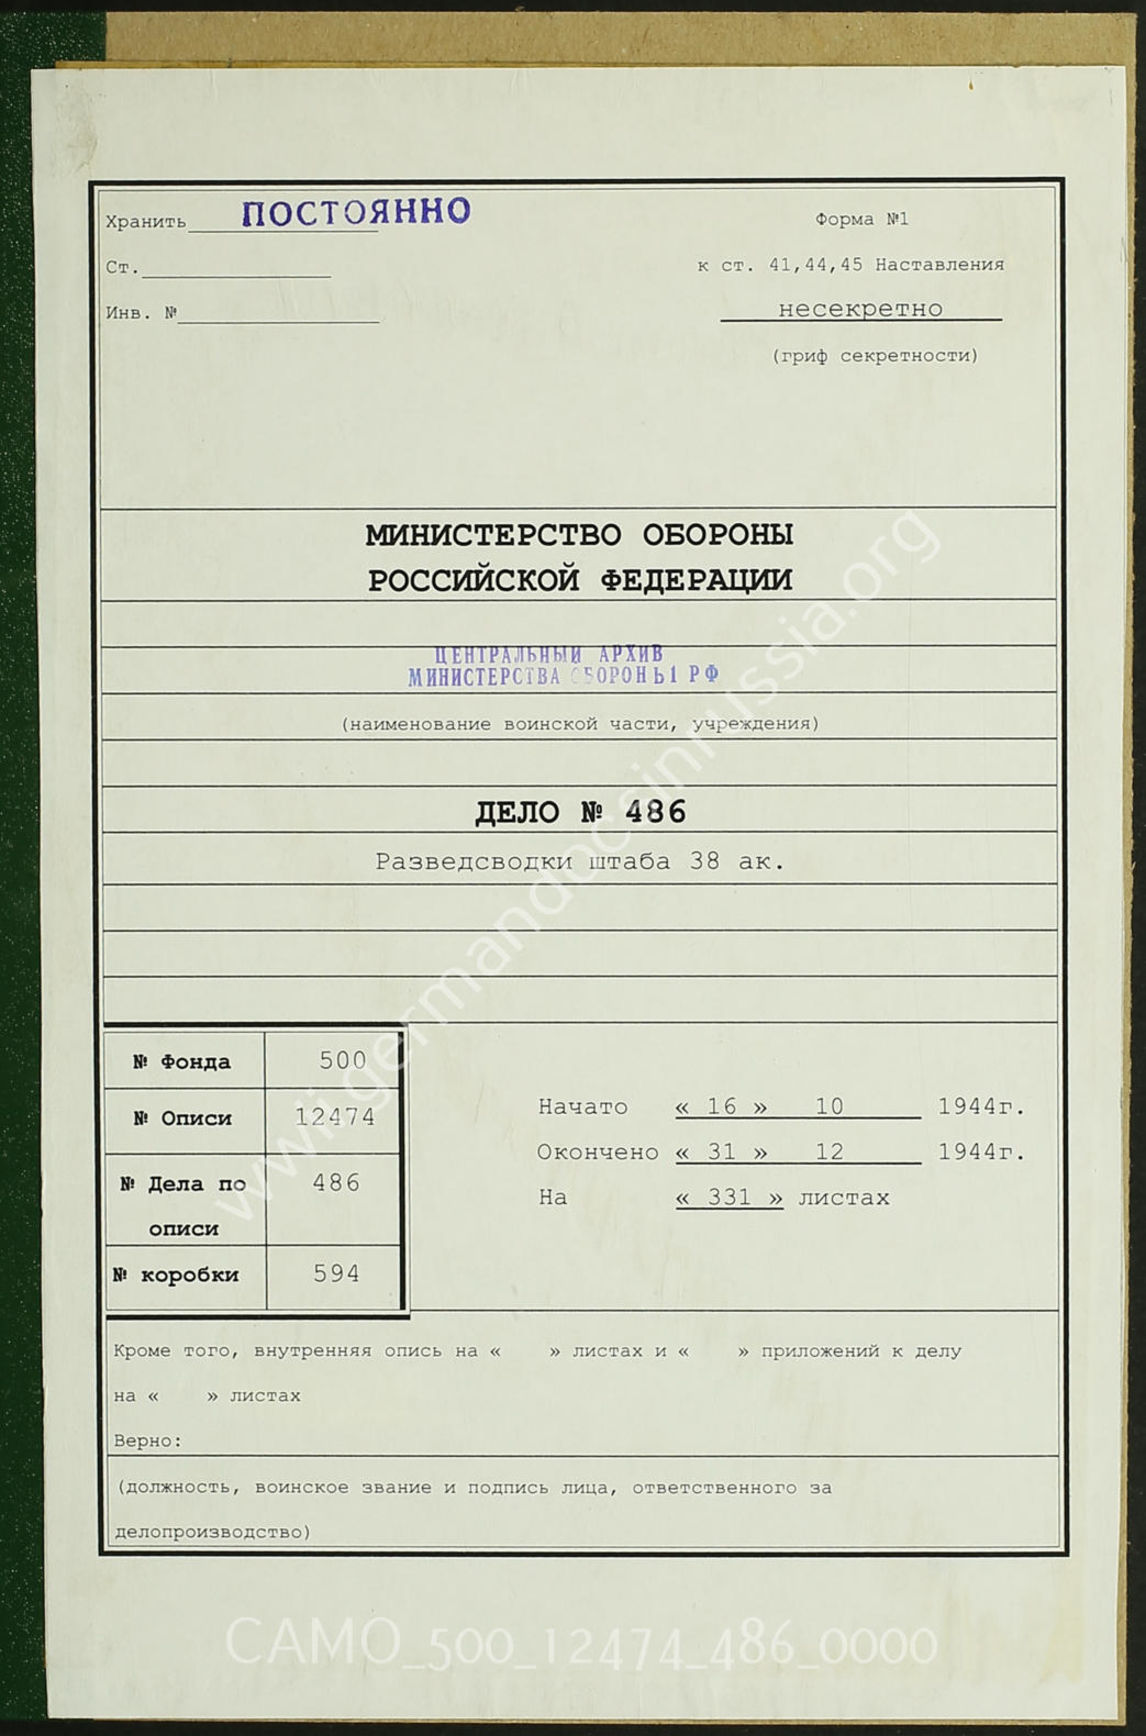 Хранить ПОСТОЯННО
Форма №1
Ст.
к ст. 41,44,45 Наставления
Инв. №
несекретно
(гриф секретности)
МИНИСТЕРСТВО ОБОРОНЫ
РОССИЙСКОЙ ФЕДЕРАЦИИ
ЦЕНТРАЛЬНЫЙ АРХИВ
МИНИСТЕРСТВА ОБОРОНЫ РФ
(наименование воинской части, учреждения)
ДЕЛО № 486
Разведсводки штаба 38 ак.
№ Фонда 500
№ Описи 12474
№ Дела по 486
описи
№ коробки 594
Начато « 16 » 10 1944г.
Окончено « 31 » 12 1944г.
На « 331 » листах
Кроме того, внутренняя опись на « » листах и « » приложений к делу
на « » листах
Верно:
(должность, воинское звание и подпись лица, ответственного за
делопроизводство)
www.germandocsinrussia.org
CAMO_500_12474_486_0000